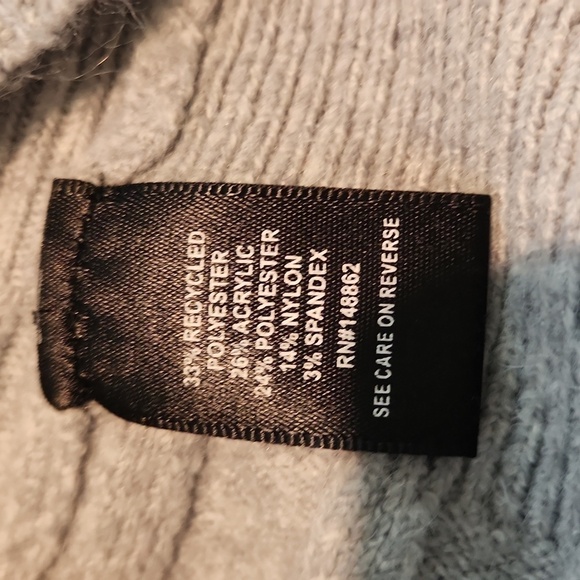 33% RECYCLED
POLYESTER
26% ACRYLIC
24% POLYESTER
14% NYLON
3% SPANDEX
RN#148862
SEE CARE ON REVERSE